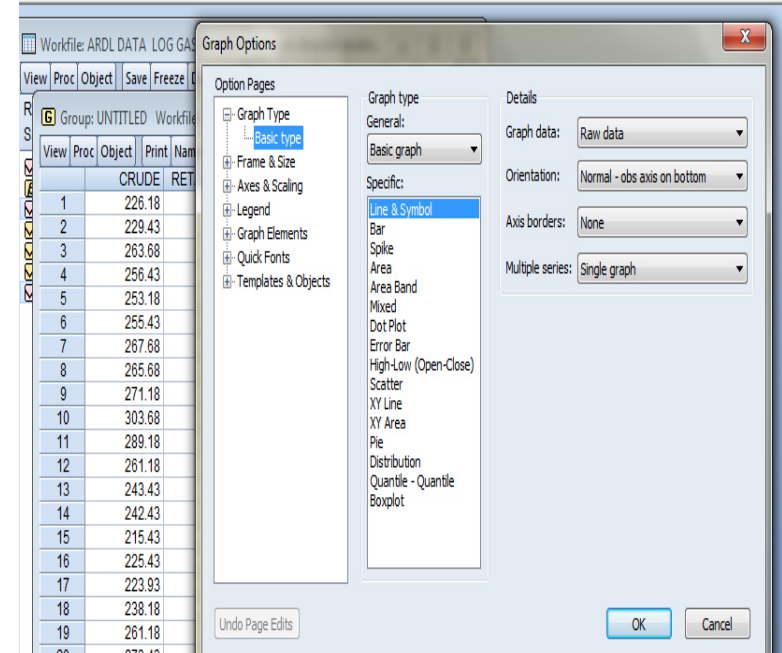 Workfile: ARDL DATA LOG GAS
View Proc Object Save Freeze
G Group: UNTITLED Workfile
View Proc Object Print Nam
CRUDE RET
1 226.18
2 229.43
3 263.68
4 256.43
5 253.18
6 255.43
7 267.68
8 265.68
9 271.18
10 303.68
11 289.18
12 261.18
13 243.43
14 242.43
15 215.43
16 225.43
17 223.93
18 238.18
19 261.18
Graph Options
X
Option Pages
Graph Type
Basic type
Frame & Size
Axes & Scaling
Legend
Graph Elements
Quick Fonts
Templates & Objects
Undo Page Edits
Graph type
General:
Basic graph
Specific:
Line & Symbol
Bar
Spike
Area
Area Band
Mixed
Dot Plot
Error Bar
High-Low (Open-Close)
Scatter
XY Line
XY Area
Pie
Distribution
Quantile - Quantile
Boxplot
Details
Graph data: Raw data
Orientation: Normal - obs axis on bottom
Axis borders: None
Multiple series: Single graph
OK Cancel